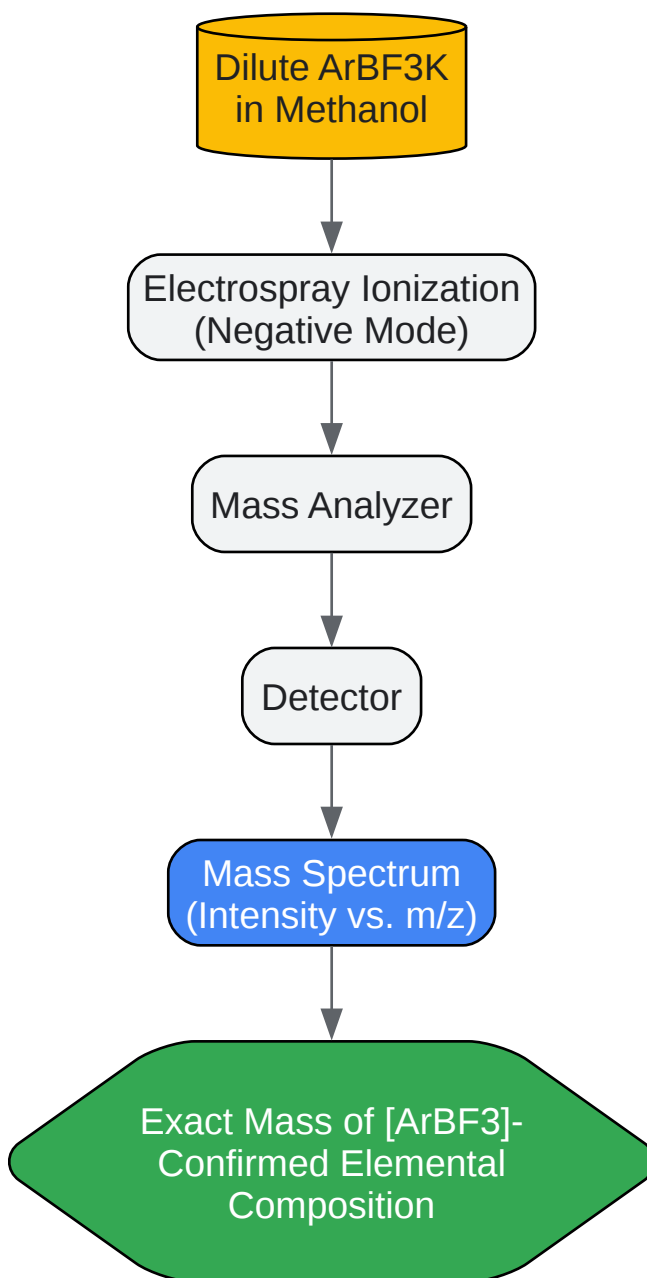 Dilute ArBF3K
in Methanol
Electrospray Ionization
(Negative Mode)
Mass Analyzer
Detector
Mass Spectrum
(Intensity vs. m/z)
Exact Mass of [ArBF3]-
Confirmed Elemental
Composition